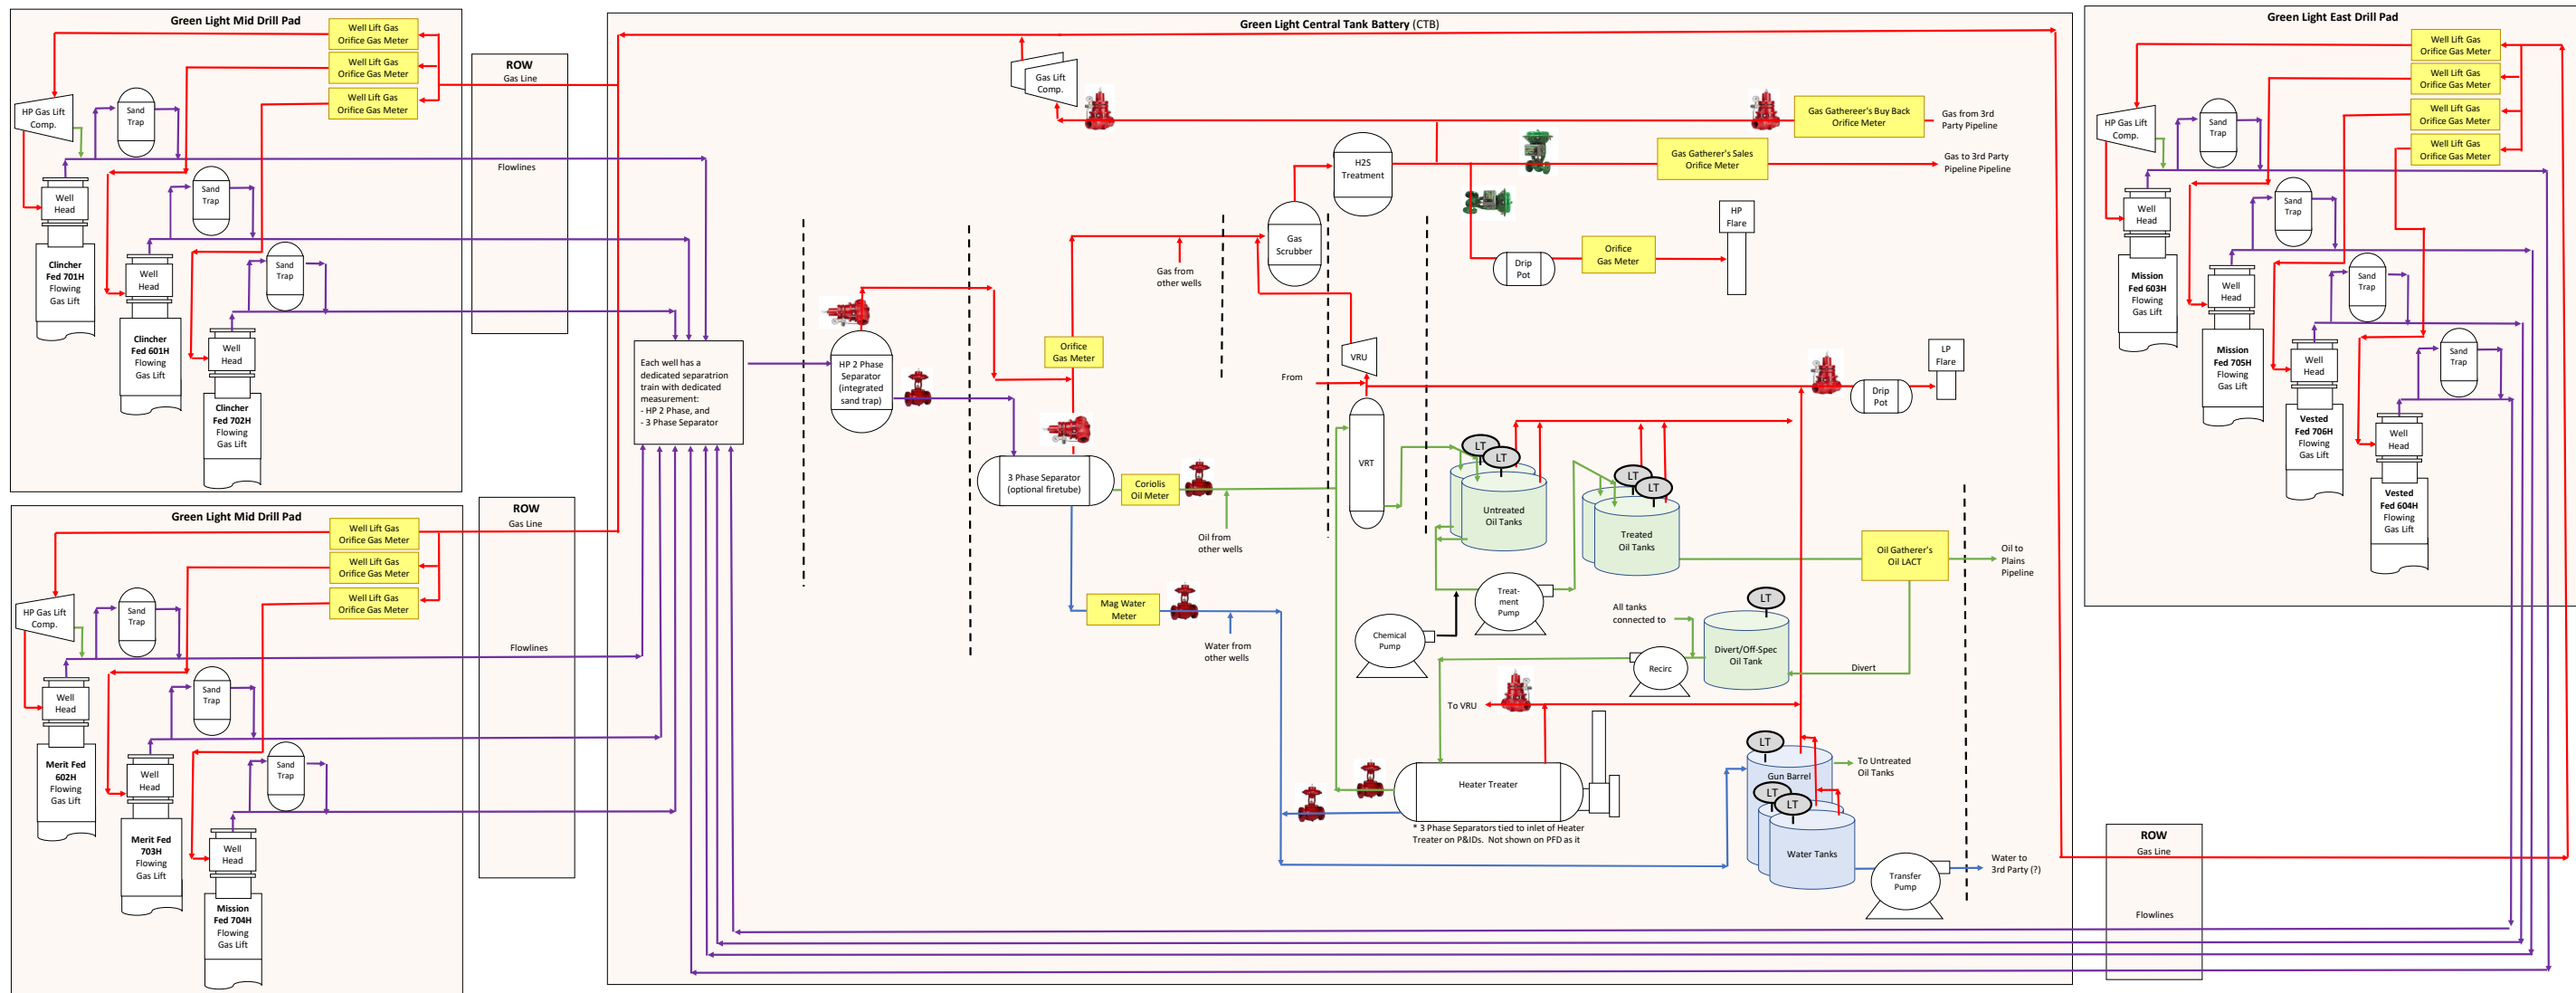 Green Light Mid Drill Pad
Well Lift Gas
Orifice Gas Meter
Well Lift Gas
Orifice Gas Meter
Well Lift Gas
Orifice Gas Meter
HP Gas Lift
Comp.
Sand
Trap
Well
Head
Sand
Trap
Clincher
Fed 701H
Flowing
Gas Lift
Well
Head
Sand
Trap
Clincher
Fed 601H
Flowing
Gas Lift
Well
Head
Clincher
Fed 702H
Flowing
Gas Lift
ROW
Gas Line
Flowlines
Green Light Mid Drill Pad
Well Lift Gas
Orifice Gas Meter
Well Lift Gas
Orifice Gas Meter
Well Lift Gas
Orifice Gas Meter
HP Gas Lift
Comp.
Sand
Trap
Well
Head
Sand
Trap
Merit Fed
602H
Flowing
Gas Lift
Well
Head
Sand
Trap
Merit Fed
703H
Flowing
Gas Lift
Well
Head
Mission
Fed 704H
Flowing
Gas Lift
ROW
Gas Line
Flowlines
Green Light Central Tank Battery (CTB)
Gas Lift
Comp.
Gas Gathereer's Buy Back
Orifice Meter
Gas from 3rd
Party Pipeline
H2S
Treatment
Gas Gatherer's Sales
Orifice Meter
Gas to 3rd Party
Pipeline Pipeline
HP
Flare
Gas
Scrubber
Drip
Pot
Orifice
Gas Meter
Gas from
other wells
Each well has a
dedicated separatrion
train with dedicated
measurement:
- HP 2 Phase, and
- 3 Phase Separator
HP 2 Phase
Separator
(integrated
sand trap)
Orifice
Gas Meter
VRU
From
LP
Flare
Drip
Pot
3 Phase Separator
(optional firetube)
Coriolis
Oil Meter
VRT
LT
LT
Untreated
Oil Tanks
LT
LT
Treated
Oil Tanks
Oil from
other wells
Oil Gatherer's
Oil LACT
Oil to
Plains
Pipeline
Mag Water
Meter
Water from
other wells
Treat-
ment
Pump
Chemical
Pump
All tanks
connected to
LT
Divert/Off-Spec
Oil Tank
Recirc
Divert
To VRU
Heater Treater
* 3 Phase Separators tied to inlet of Heater
Treater on P&IDs. Not shown on PFD as it
LT
Gun Barrel
To Untreated
Oil Tanks
LT
LT
Water Tanks
Transfer
Pump
Water to
3rd Party (?)
Green Light East Drill Pad
Well Lift Gas
Orifice Gas Meter
Well Lift Gas
Orifice Gas Meter
Well Lift Gas
Orifice Gas Meter
Well Lift Gas
Orifice Gas Meter
HP Gas Lift
Comp.
Sand
Trap
Well
Head
Sand
Trap
Mission
Fed 603H
Flowing
Gas Lift
Well
Head
Sand
Trap
Mission
Fed 705H
Flowing
Gas Lift
Well
Head
Sand
Trap
Vested
Fed 706H
Flowing
Gas Lift
Well
Head
Vested
Fed 604H
Flowing
Gas Lift
ROW
Gas Line
Flowlines